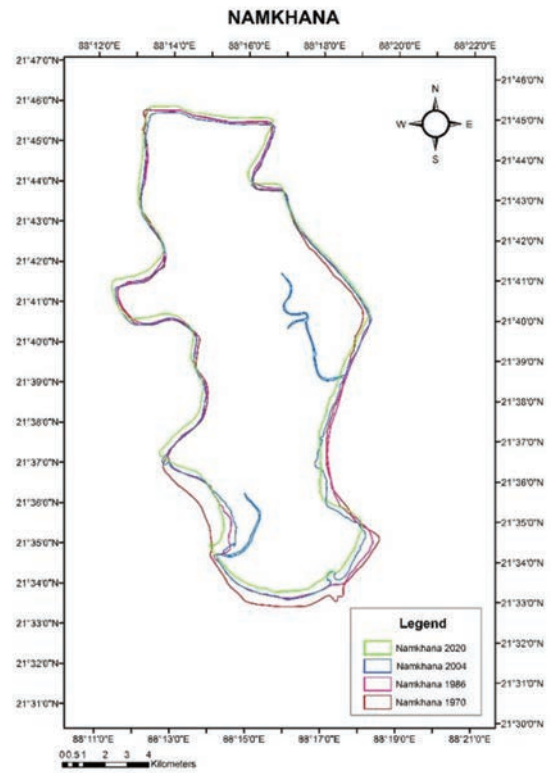 NAMKHANA
88°12'0"E 88°14'0"E 88°16'0"E 88°18'0"E 88°20'0"E 88°22'0"E
21°47'0"N
21°46'0"N
21°45'0"N
21°44'0"N
21°43'0"N
21°42'0"N
21°41'0"N
21°40'0"N
21°39'0"N
21°38'0"N
21°37'0"N
21°36'0"N
21°35'0"N
21°34'0"N
21°33'0"N
21°32'0"N
21°31'0"N
N
W E
S
21°46'0"N
21°45'0"N
21°44'0"N
21°43'0"N
21°42'0"N
21°41'0"N
21°40'0"N
21°39'0"N
21°38'0"N
21°37'0"N
21°36'0"N
21°35'0"N
21°34'0"N
21°33'0"N
21°32'0"N
21°31'0"N
21°30'0"N
Legend
Namkhana 2020
Namkhana 2004
Namkhana 1986
Namkhana 1970
88°11'0"E 88°13'0"E 88°15'0"E 88°17'0"E 88°19'0"E 88°21'0"E
0 0.5 1 2 3 4
Kilometers